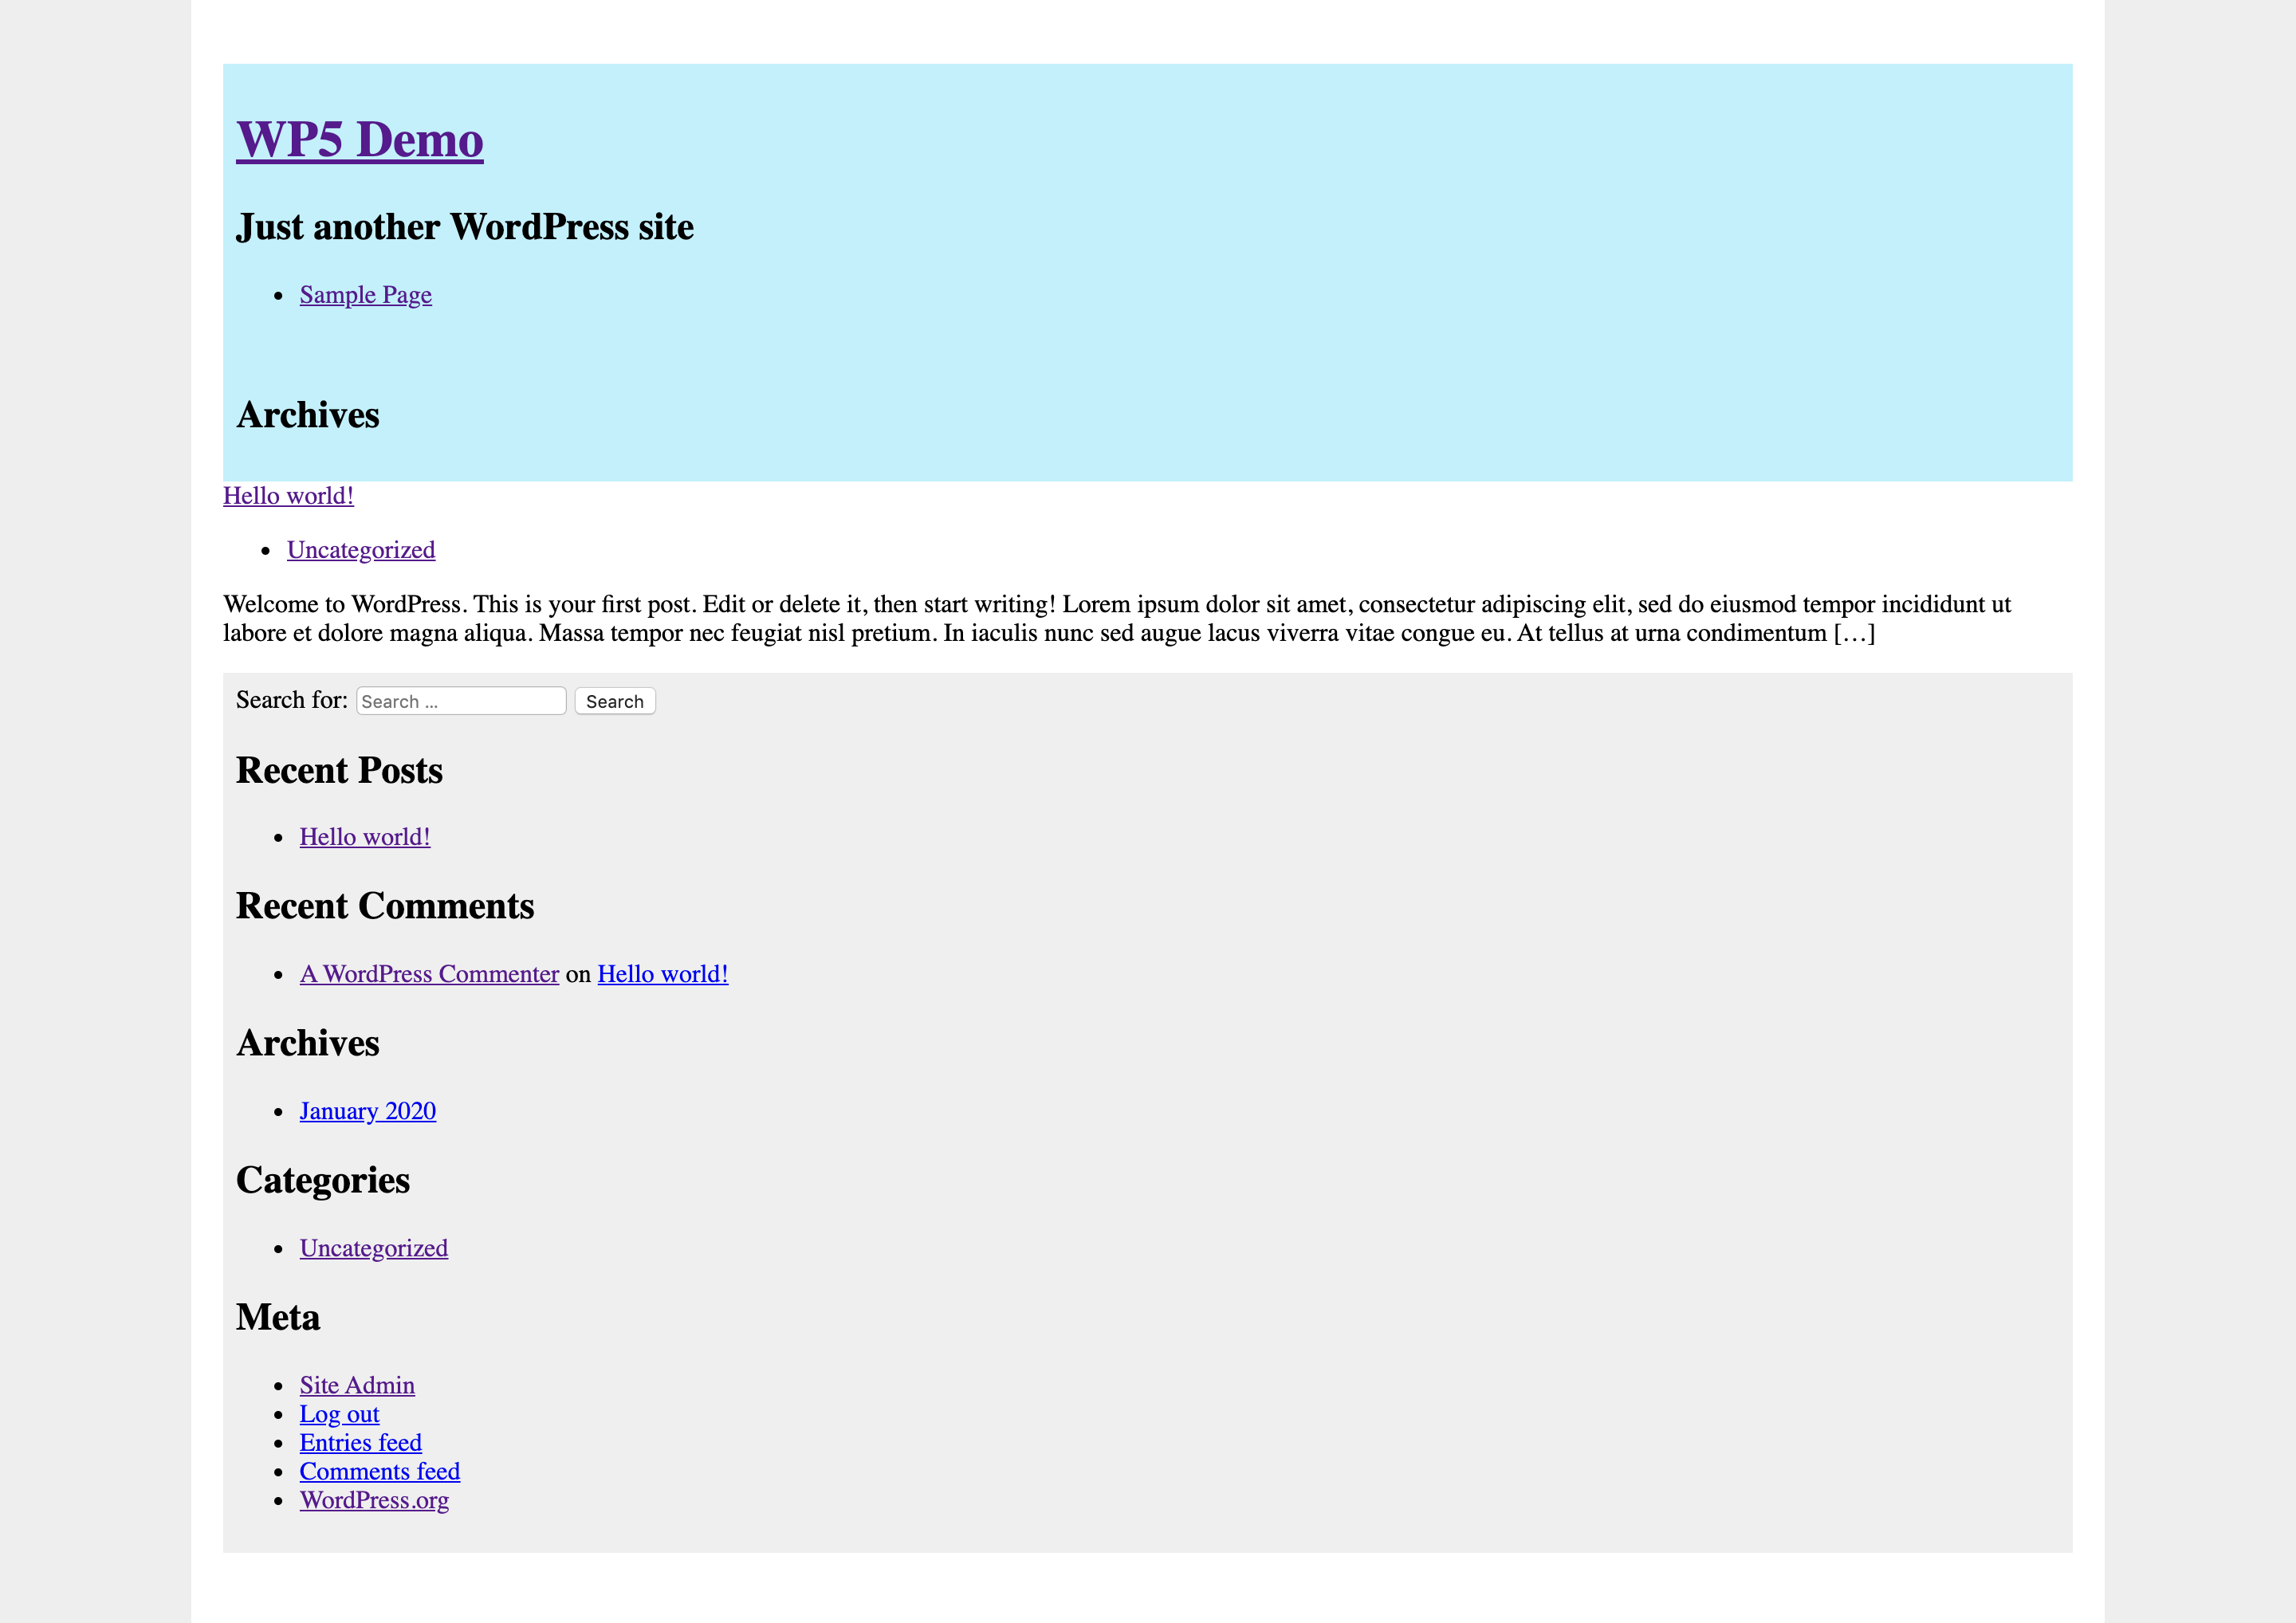 WP5 Demo
Just another WordPress site
Sample Page
Archives
Hello world!
Uncategorized
Welcome to WordPress. This is your first post. Edit or delete it, then start writing! Lorem ipsum dolor sit amet, consectetur adipiscing elit, sed do eiusmod tempor incididunt ut
labore et dolore magna aliqua. Massa tempor nec feugiat nisl pretium. In iaculis nunc sed augue lacus viverra vitae congue eu. At tellus at urna condimentum […]
Search for: Search ... Search
Recent Posts
Hello world!
Recent Comments
A WordPress Commenter on Hello world!
Archives
January 2020
Categories
Uncategorized
Meta
Site Admin
Log out
Entries feed
Comments feed
WordPress.org